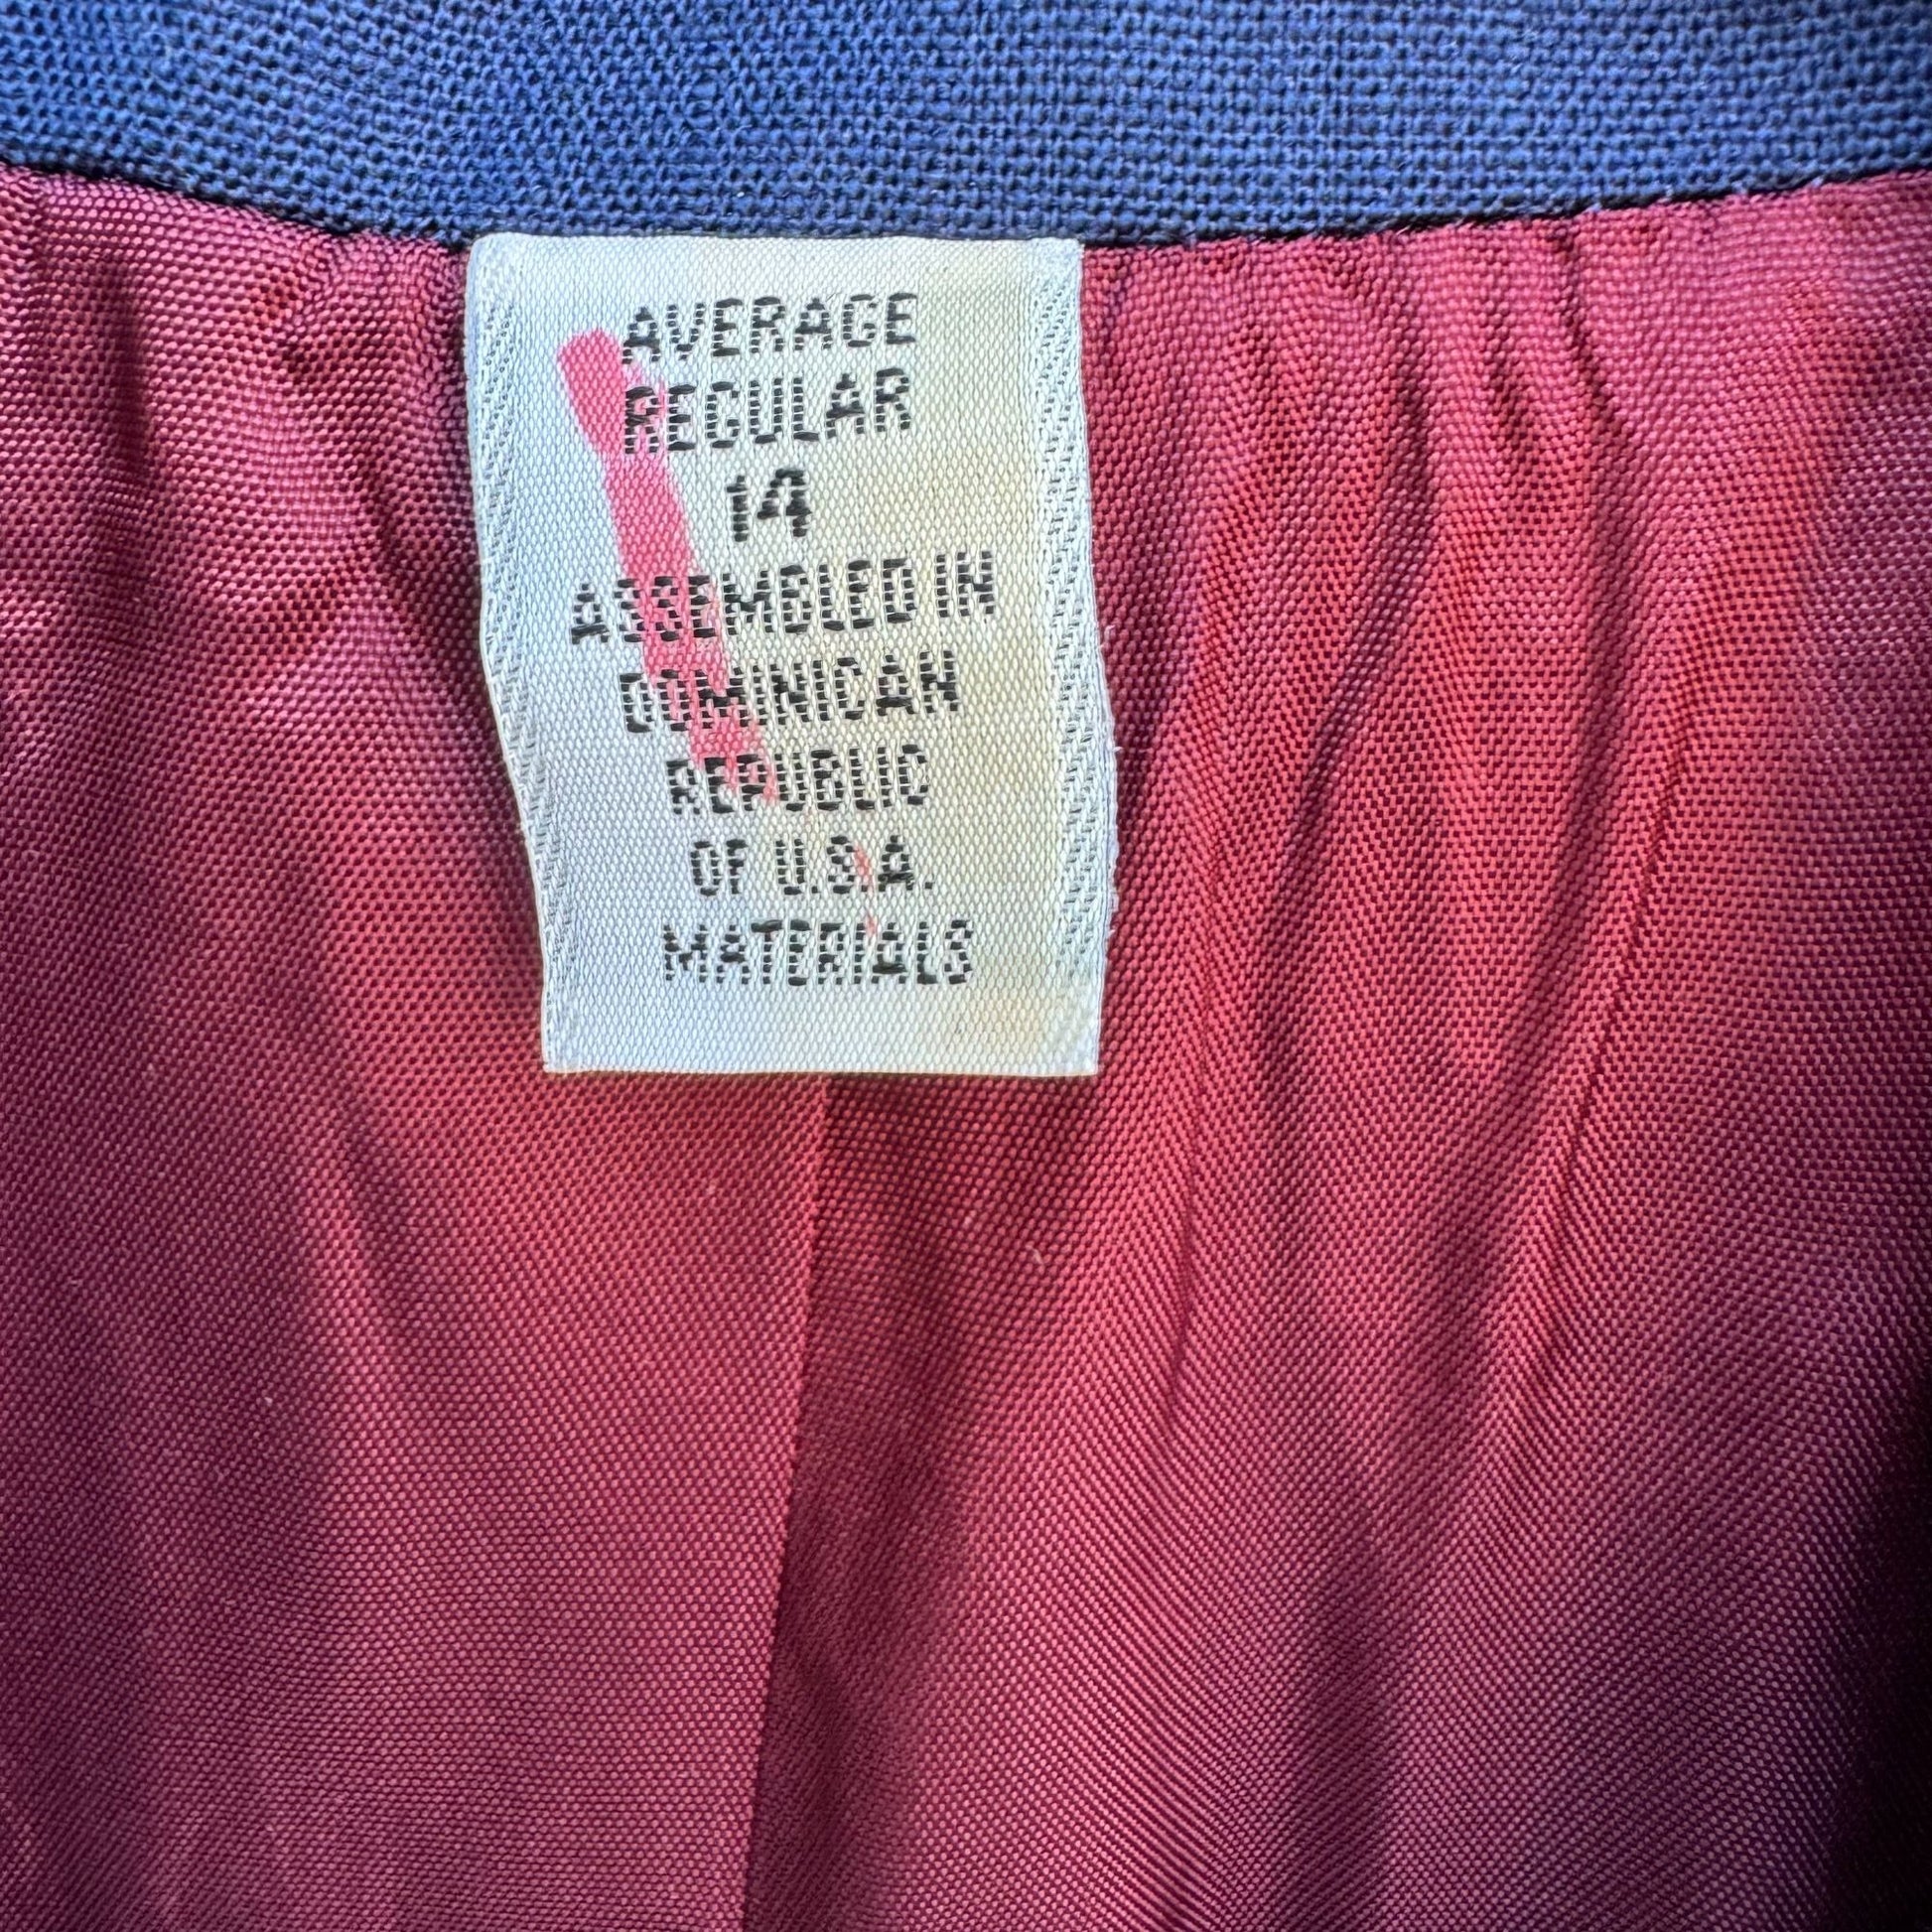 AVERAGE
REGULAR
14
ASSEMBLED IN
DOMINICAN
REPUBLIC
OF U.S.A.
MATERIALS